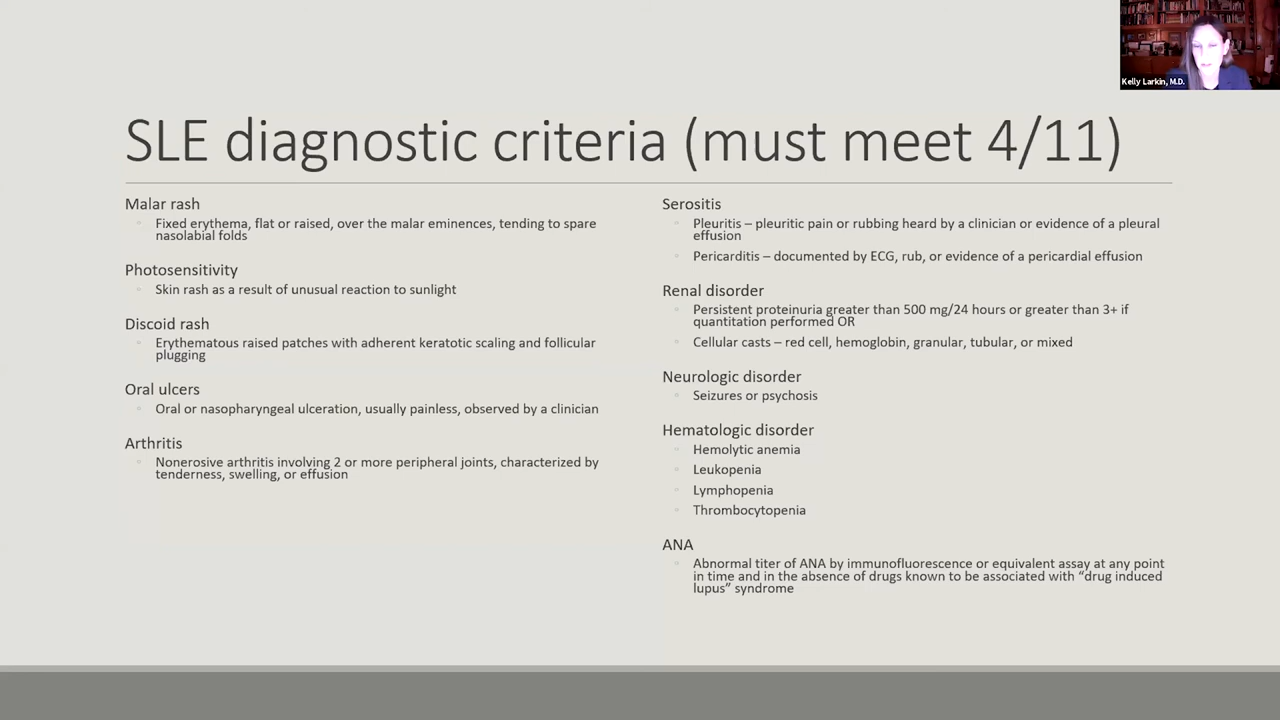 Kelly Larkin, M.D.
SLE diagnostic criteria (must meet 4/11)
Malar rash
Fixed erythema, flat or raised, over the malar eminences, tending to spare
nasolabial folds
Photosensitivity
Skin rash as a result of unusual reaction to sunlight
Discoid rash
Erythematous raised patches with adherent keratotic scaling and follicular
plugging
Oral ulcers
Oral or nasopharyngeal ulceration, usually painless, observed by a clinician
Arthritis
Nonerosive arthritis involving 2 or more peripheral joints, characterized by
tenderness, swelling, or effusion
Serositis
Pleuritis – pleuritic pain or rubbing heard by a clinician or evidence of a pleural
effusion
Pericarditis – documented by ECG, rub, or evidence of a pericardial effusion
Renal disorder
Persistent proteinuria greater than 500 mg/24 hours or greater than 3+ if
quantitation performed OR
Cellular casts – red cell, hemoglobin, granular, tubular, or mixed
Neurologic disorder
Seizures or psychosis
Hematologic disorder
Hemolytic anemia
Leukopenia
Lymphopenia
Thrombocytopenia
ANA
Abnormal titer of ANA by immunofluorescence or equivalent assay at any point
in time and in the absence of drugs known to be associated with “drug induced
lupus” syndrome